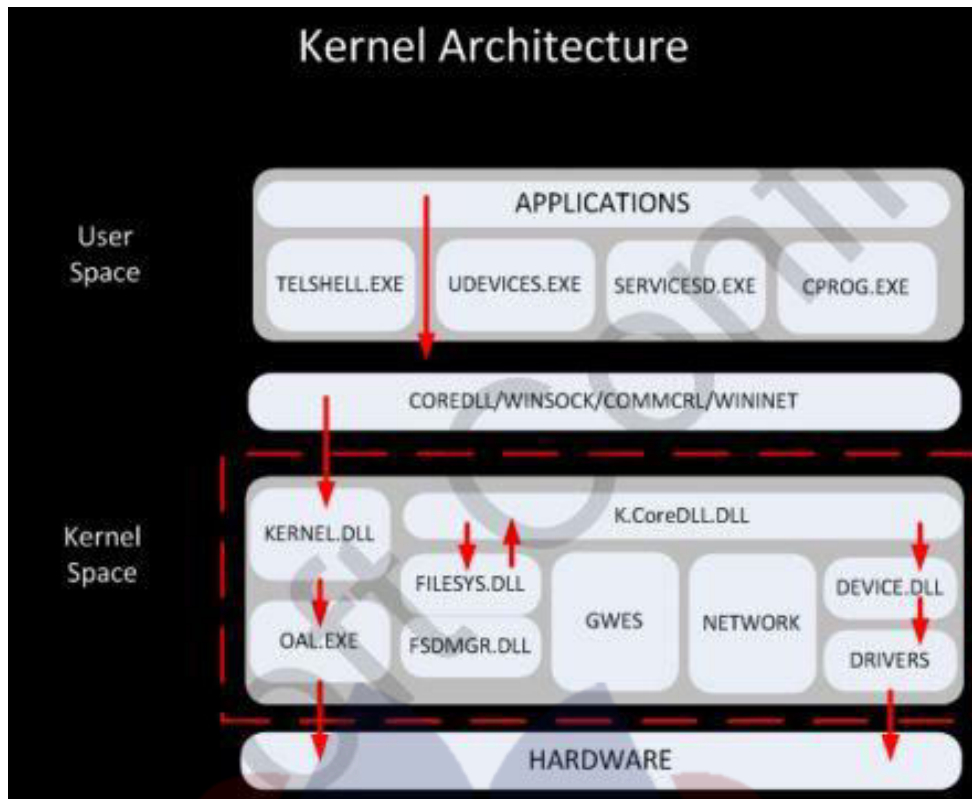 Kernel Architecture
User
Space
APPLICATIONS
TELSHELL.EXE
UDEVICES.EXE
SERVICESD.EXE
CPROG.EXE
COREDLL/WINSOCK/COMMCRL/WININET
Kernel
Space
KERNEL.DLL
K.CoreDLL.DLL
FILESYS.DLL
GWES
NETWORK
DEVICE.DLL
OAL.EXE
FSDMGR.DLL
DRIVERS
HARDWARE